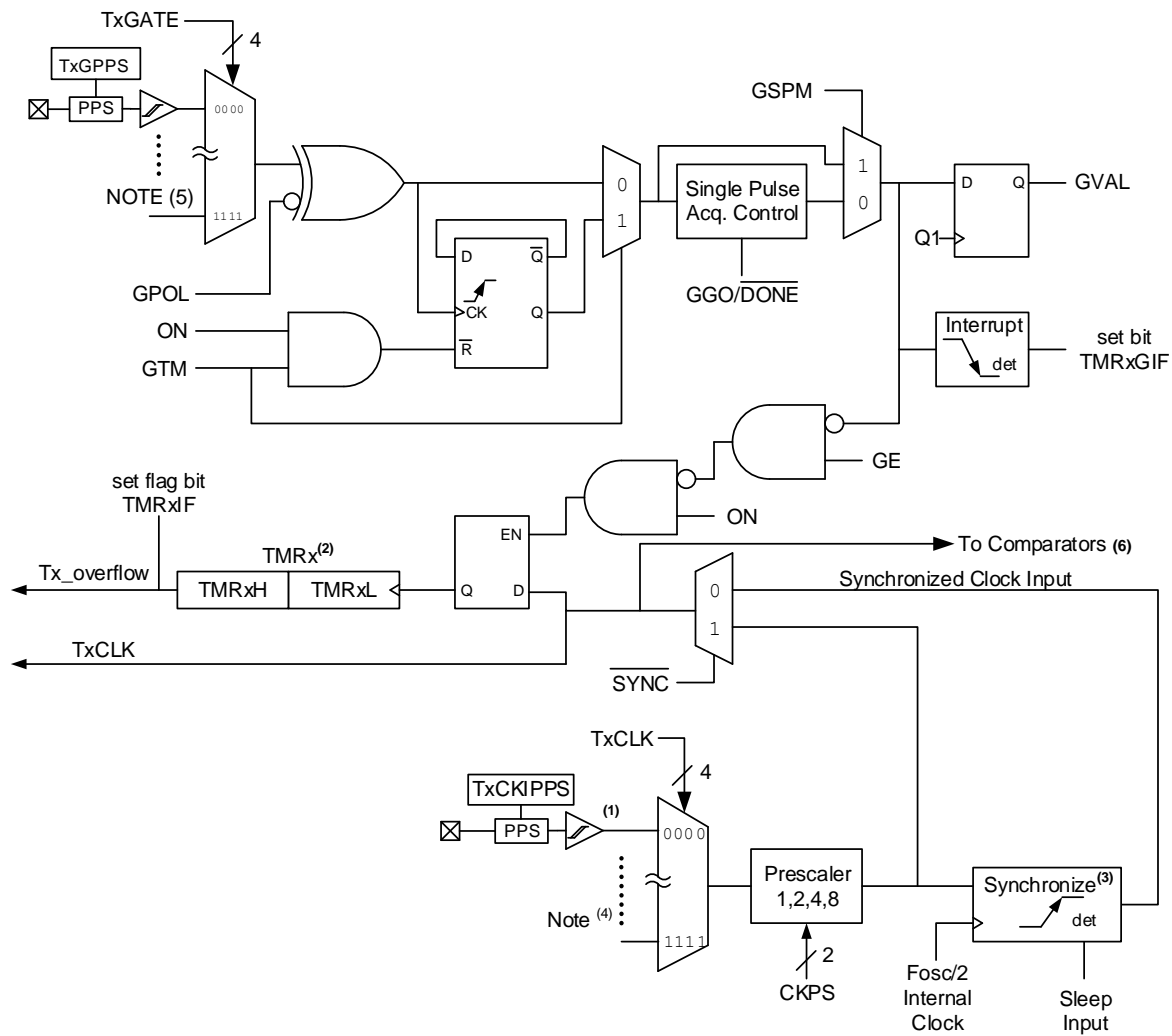 TxGATE
4
TxGPPS
PPS
0000
NOTE (5)
1111
GPOL
ON
GTM
D
Q
CK
Q
R
0
1
Single Pulse
Acq. Control
GGO/DONE
GSPM
1
0
D
Q
Q1
GVAL
Interrupt
det
set bit
TMRxGIF
GE
ON
set flag bit
TMRxIF
Tx_overflow
TMRx(2)
TMRxH
TMRxL
EN
Q
D
TxCLK
To Comparators (6)
Synchronized Clock Input
0
1
SYNC
TxCLK
4
TxCKIPPS
PPS
(1)
0000
Note (4)
1111
Prescaler
1,2,4,8
2
CKPS
Synchronize(3)
det
Fosc/2
Internal
Clock
Sleep
Input